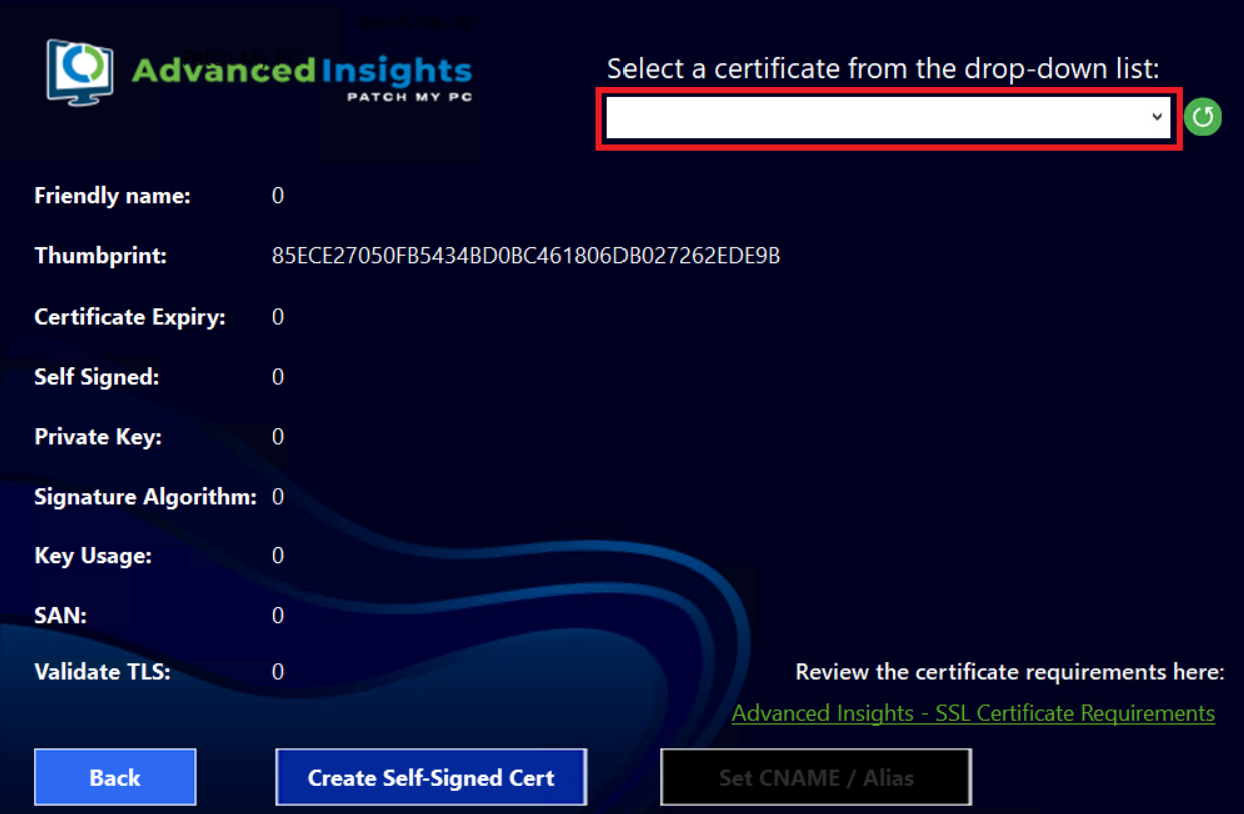 Advanced Insights
PATCH MY PC
Select a certificate from the drop-down list:
Friendly name: 0
Thumbprint: 85ECE27050FB5434BD0BC461806DB027262EDE9B
Certificate Expiry: 0
Self Signed: 0
Private Key: 0
Signature Algorithm: 0
Key Usage: 0
SAN: 0
Validate TLS: 0
Review the certificate requirements here:
Advanced Insights - SSL Certificate Requirements
Back
Create Self-Signed Cert
Set CNAME / Alias